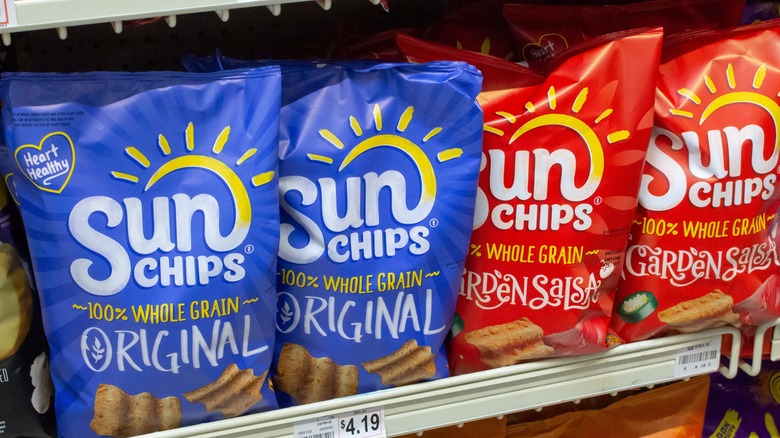 Heart
Healthy
Sun
CHIPS®
~100% WHOLE GRAIN~
ORIGINAL
Sun
CHIPS®
100% WHOLE GRAIN~
ORIGINAL
Sun
CHIPS®
WHOLE GRAIN~
GARDEN SALSA
Sun
CHIPS
~100% WHOLE GRAIN~
GARDEN SALSA
$4.19